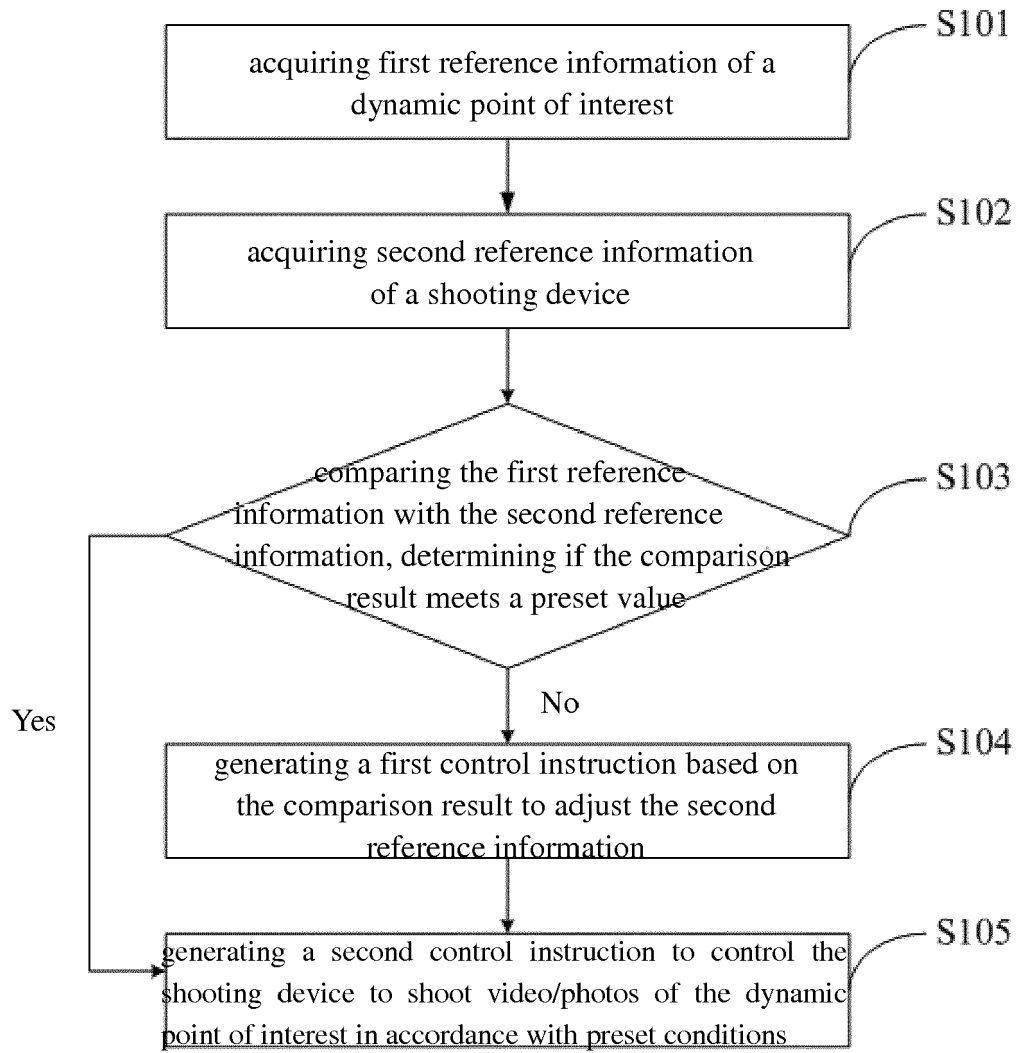 S101
acquiring first reference information of a
dynamic point of interest
S102
acquiring second reference information
of a shooting device
S103
comparing the first reference
information with the second reference
information, determining if the comparison
result meets a preset value
No
Yes
S104
generating a first control instruction based on
the comparison result to adjust the second
reference information
S105
generating a second control instruction to control the
shooting device to shoot video/photos of the dynamic
point of interest in accordance with preset conditions